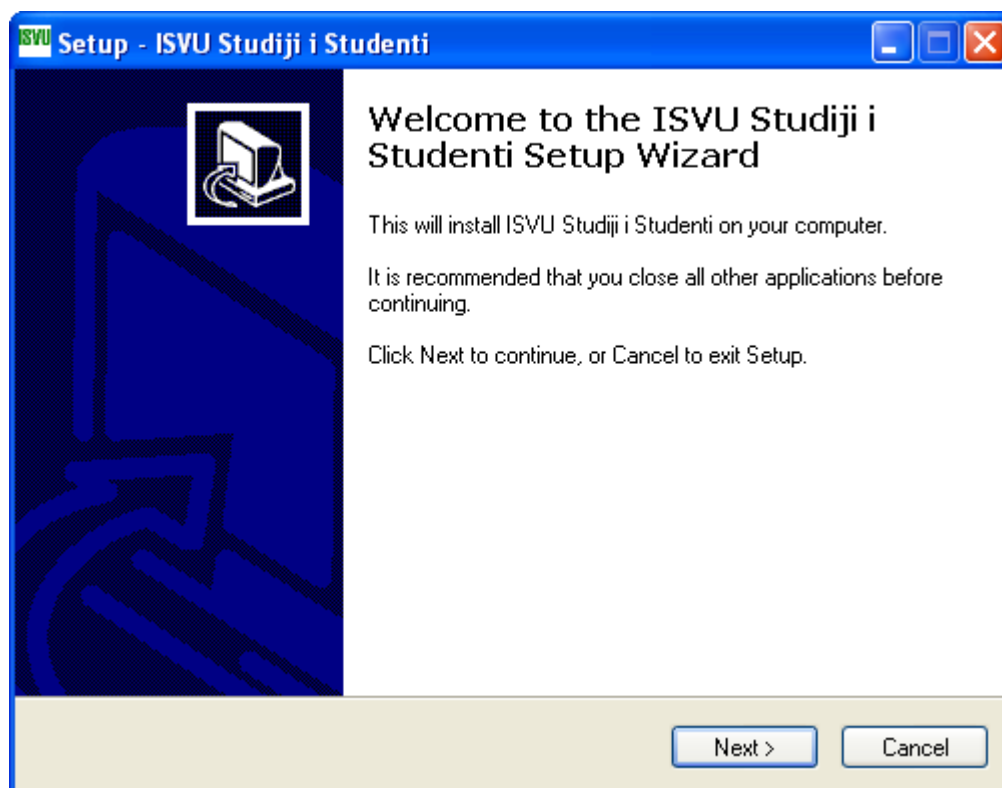 ISVU Setup - ISVU Studiji i Studenti
Welcome to the ISVU Studiji i
Studenti Setup Wizard
This will install ISVU Studiji i Studenti on your computer.
It is recommended that you close all other applications before
continuing.
Click Next to continue, or Cancel to exit Setup.
Next > Cancel